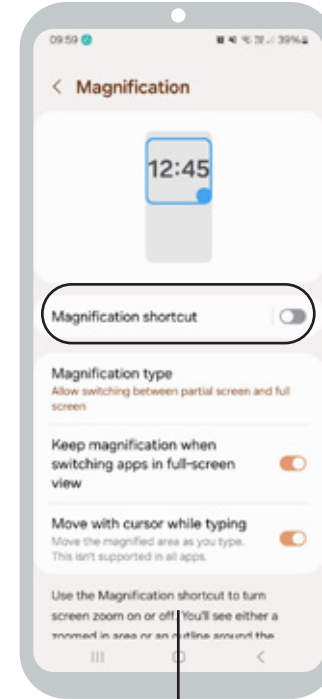 09:59
39%
Magnification
12:45
Magnification shortcut
Magnification type
Allow switching between partial screen and full
screen
Keep magnification when
switching apps in full-screen
view
Move with cursor while typing
Move the magnified area as you type.
This isn't supported in all apps.
Use the Magnification shortcut to turn
screen zoom on or off. You'll see either a
zoomed in area or an outline around the